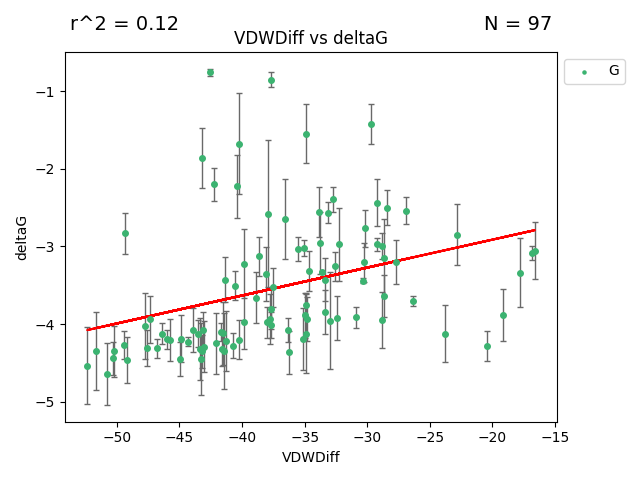 r^2 = 0.12
N = 97
VDWDiff vs deltaG
G
deltaG
−1
−2
−3
−4
−5
−50
−45
−40
−35
−30
−25
−20
−15
VDWDiff